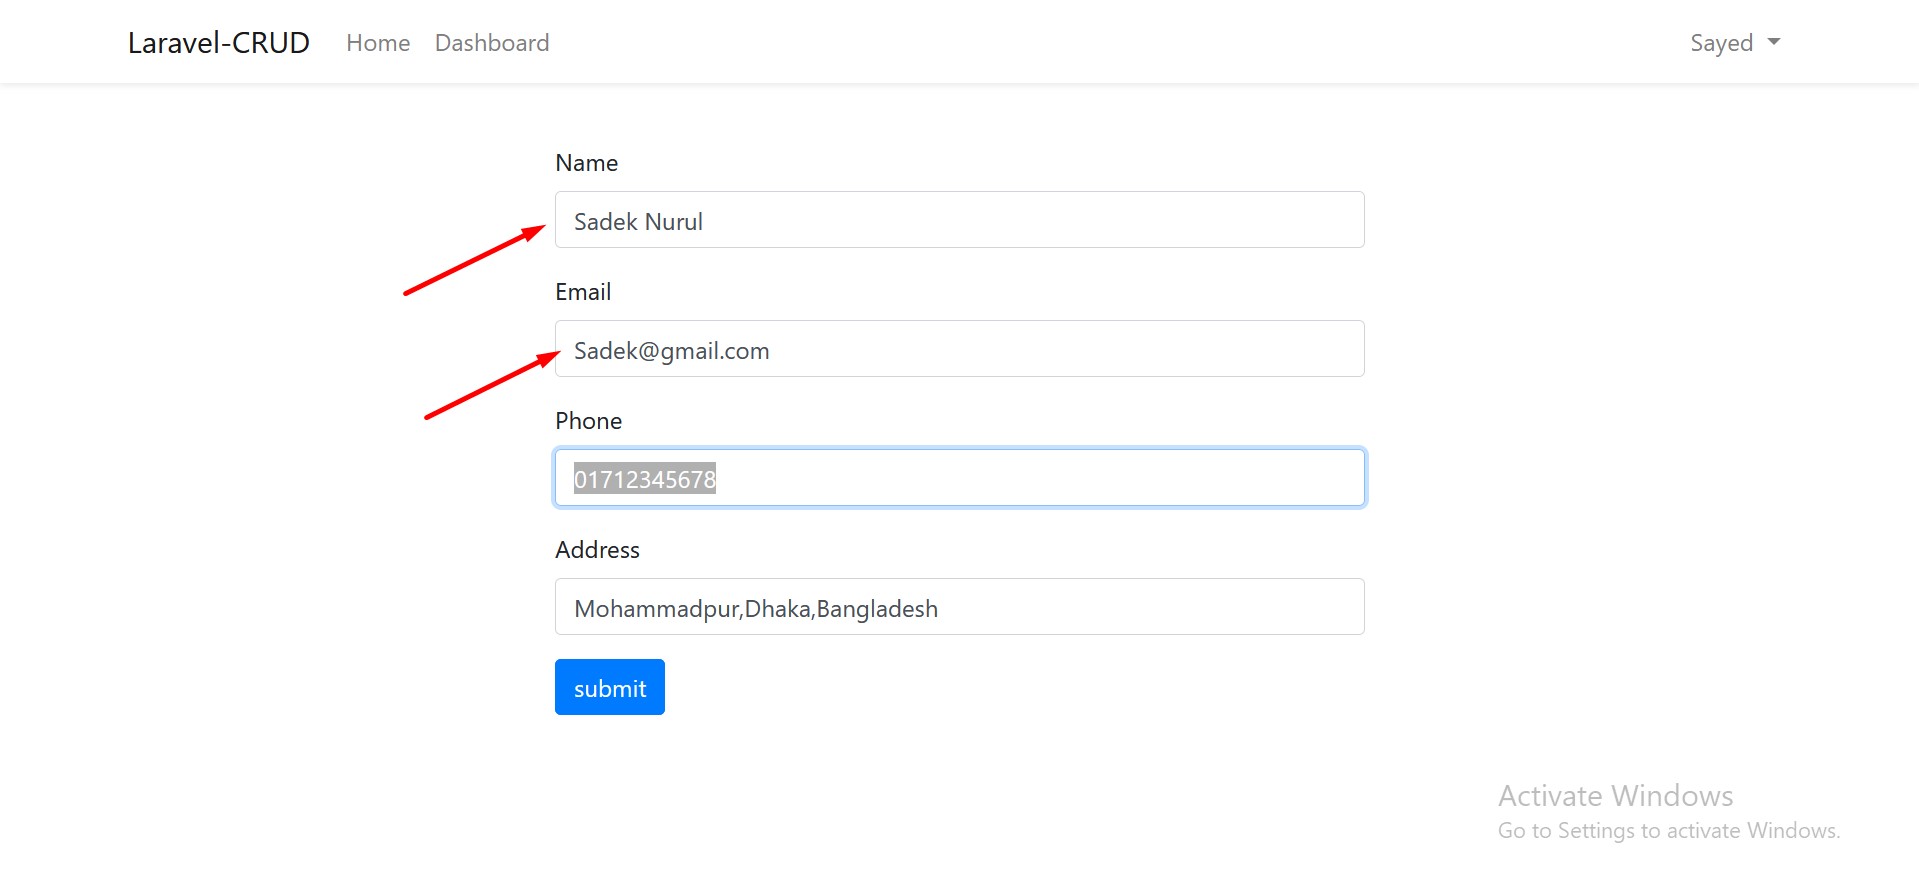 Laravel-CRUD Home Dashboard Sayed
Name
Sadek Nurul
Email
Sadek@gmail.com
Phone
01712345678
Address
Mohammadpur,Dhaka,Bangladesh
submit
Activate Windows
Go to Settings to activate Windows.